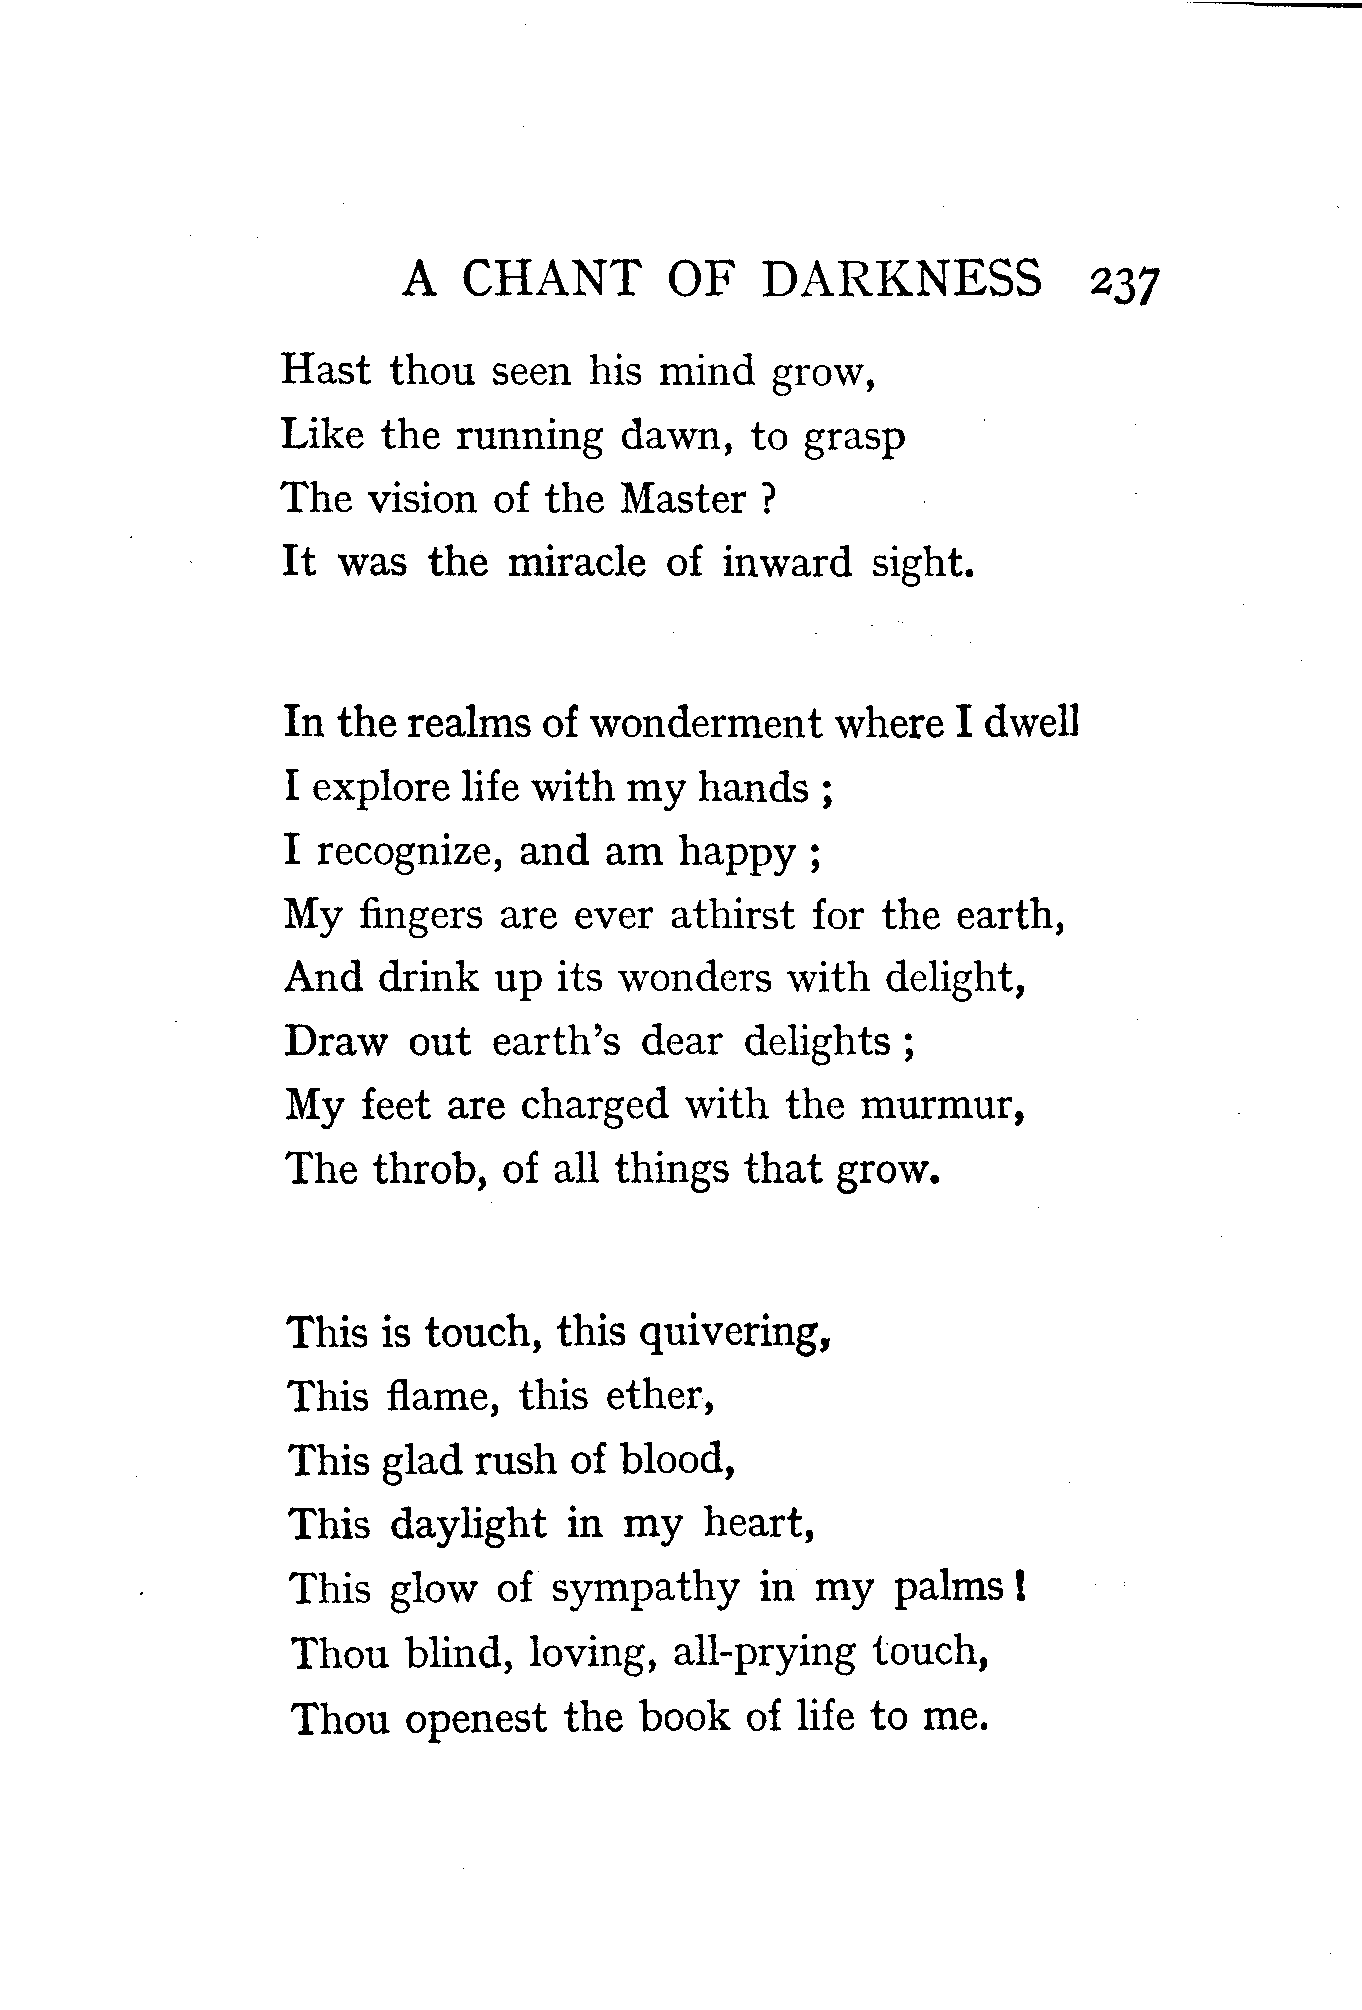 A CHANT OF DARKNESS 237
Hast thou seen his mind grow,
Like the running dawn, to grasp
The vision of the Master ?
It was the miracle of inward sight.
In the realms of wonderment where I dwell
I explore life with my hands ;
I recognize, and am happy ;
My fingers are ever athirst for the earth,
And drink up its wonders with delight,
Draw out earth's dear delights ;
My feet are charged with the murmur,
The throb, of all things that grow.
This is touch, this quivering,
This flame, this ether,
This glad rush of blood,
This daylight in my heart,
This glow of sympathy in my palms !
Thou blind, loving, all-prying touch,
Thou openest the book of life to me.